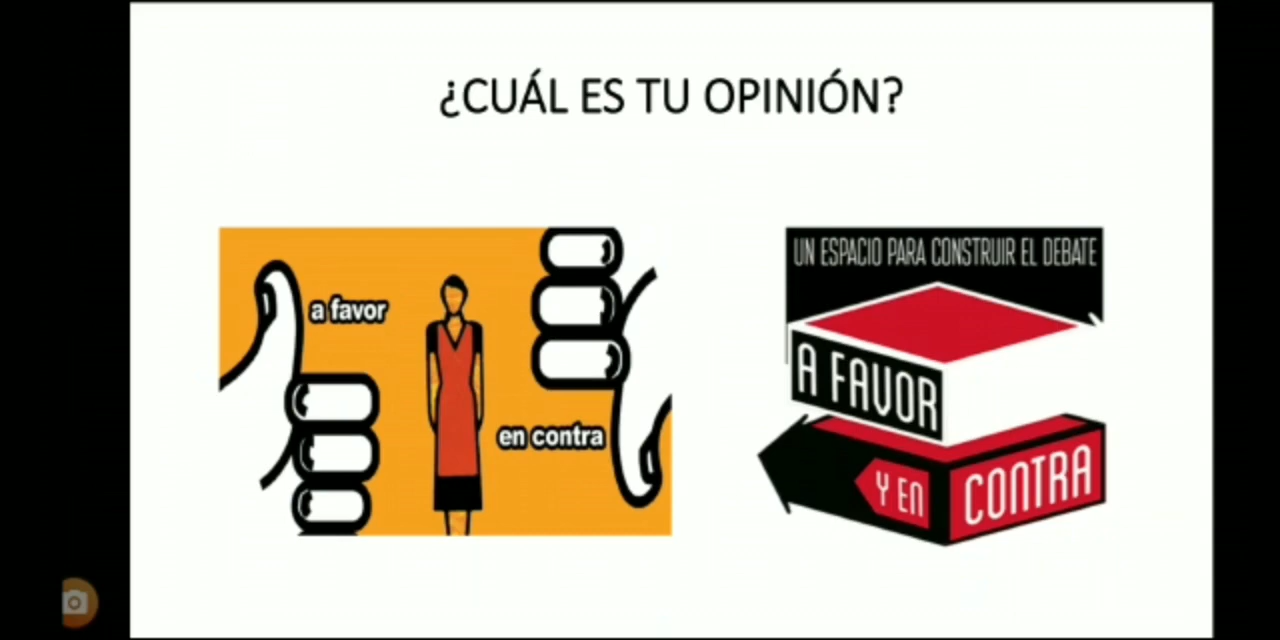 ¿CUÁL ES TU OPINIÓN?
a favor
en contra
UN ESPACIO PARA CONSTRUIR EL DEBATE
A FAVOR
Y EN
CONTRA